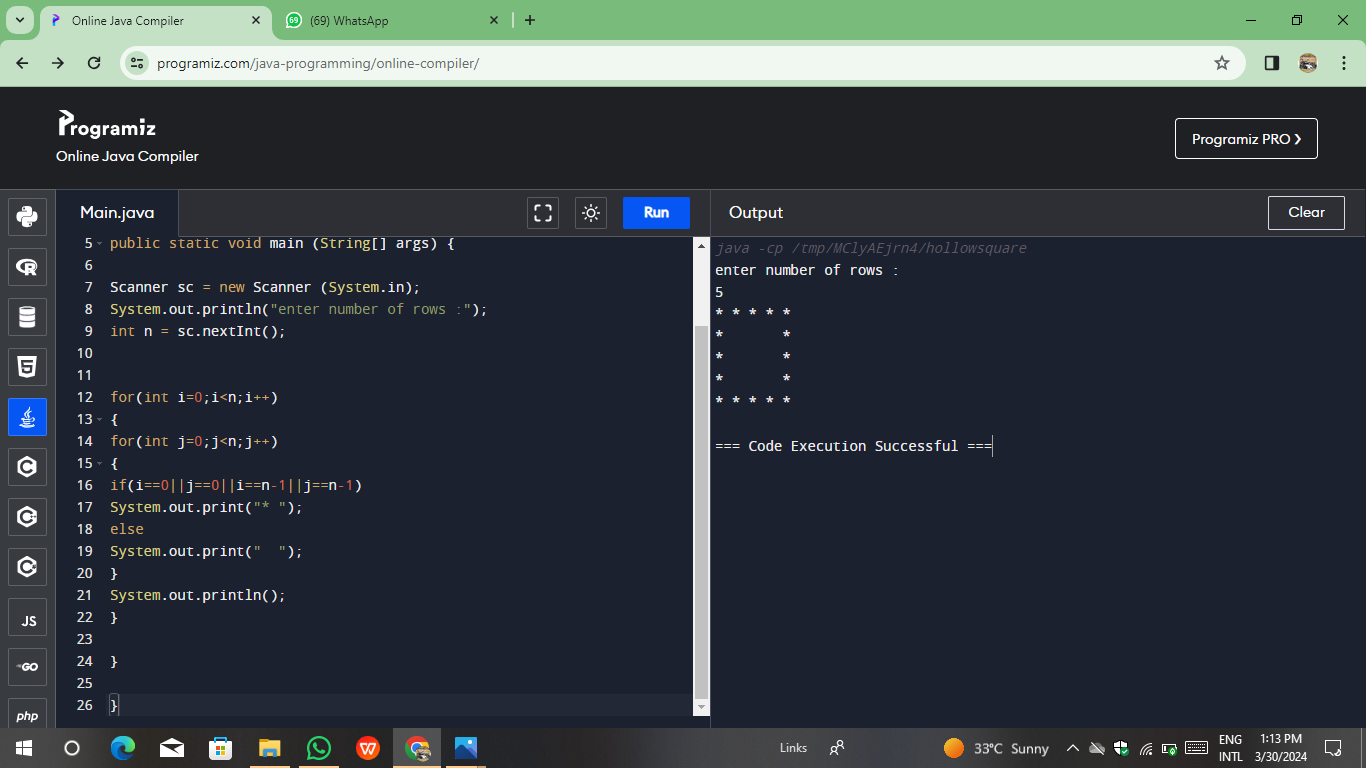 Online Java Compiler
69
(69) WhatsApp
programiz.com/java-programming/online-compiler/
Programiz
Online Java Compiler
Programiz PRO
Main.java
Run
Output
Clear
5 public static void main (String[] args) {
6
7 Scanner sc = new Scanner (System.in);
8 System.out.println("enter number of rows :");
9 int n = sc.nextInt();
10
11
12 for(int i=0;i<n;i++)
13 {
14 for(int j=0;j<n;j++)
15 {
16 if(i==0||j==0||i==n-1||j==n-1)
17 System.out.print("* ");
18 else
19 System.out.print("  ");
20 }
21 System.out.println();
22 }
23
24 }
25
26 }
java -cp /tmp/MClyAEjrn4/hollowsquare
enter number of rows :
5
* * * * *
*       *
*       *
*       *
* * * * *
=== Code Execution Successful ===
JS
GO
php
Links
33°C Sunny
ENG
INTL
1:13 PM
3/30/2024